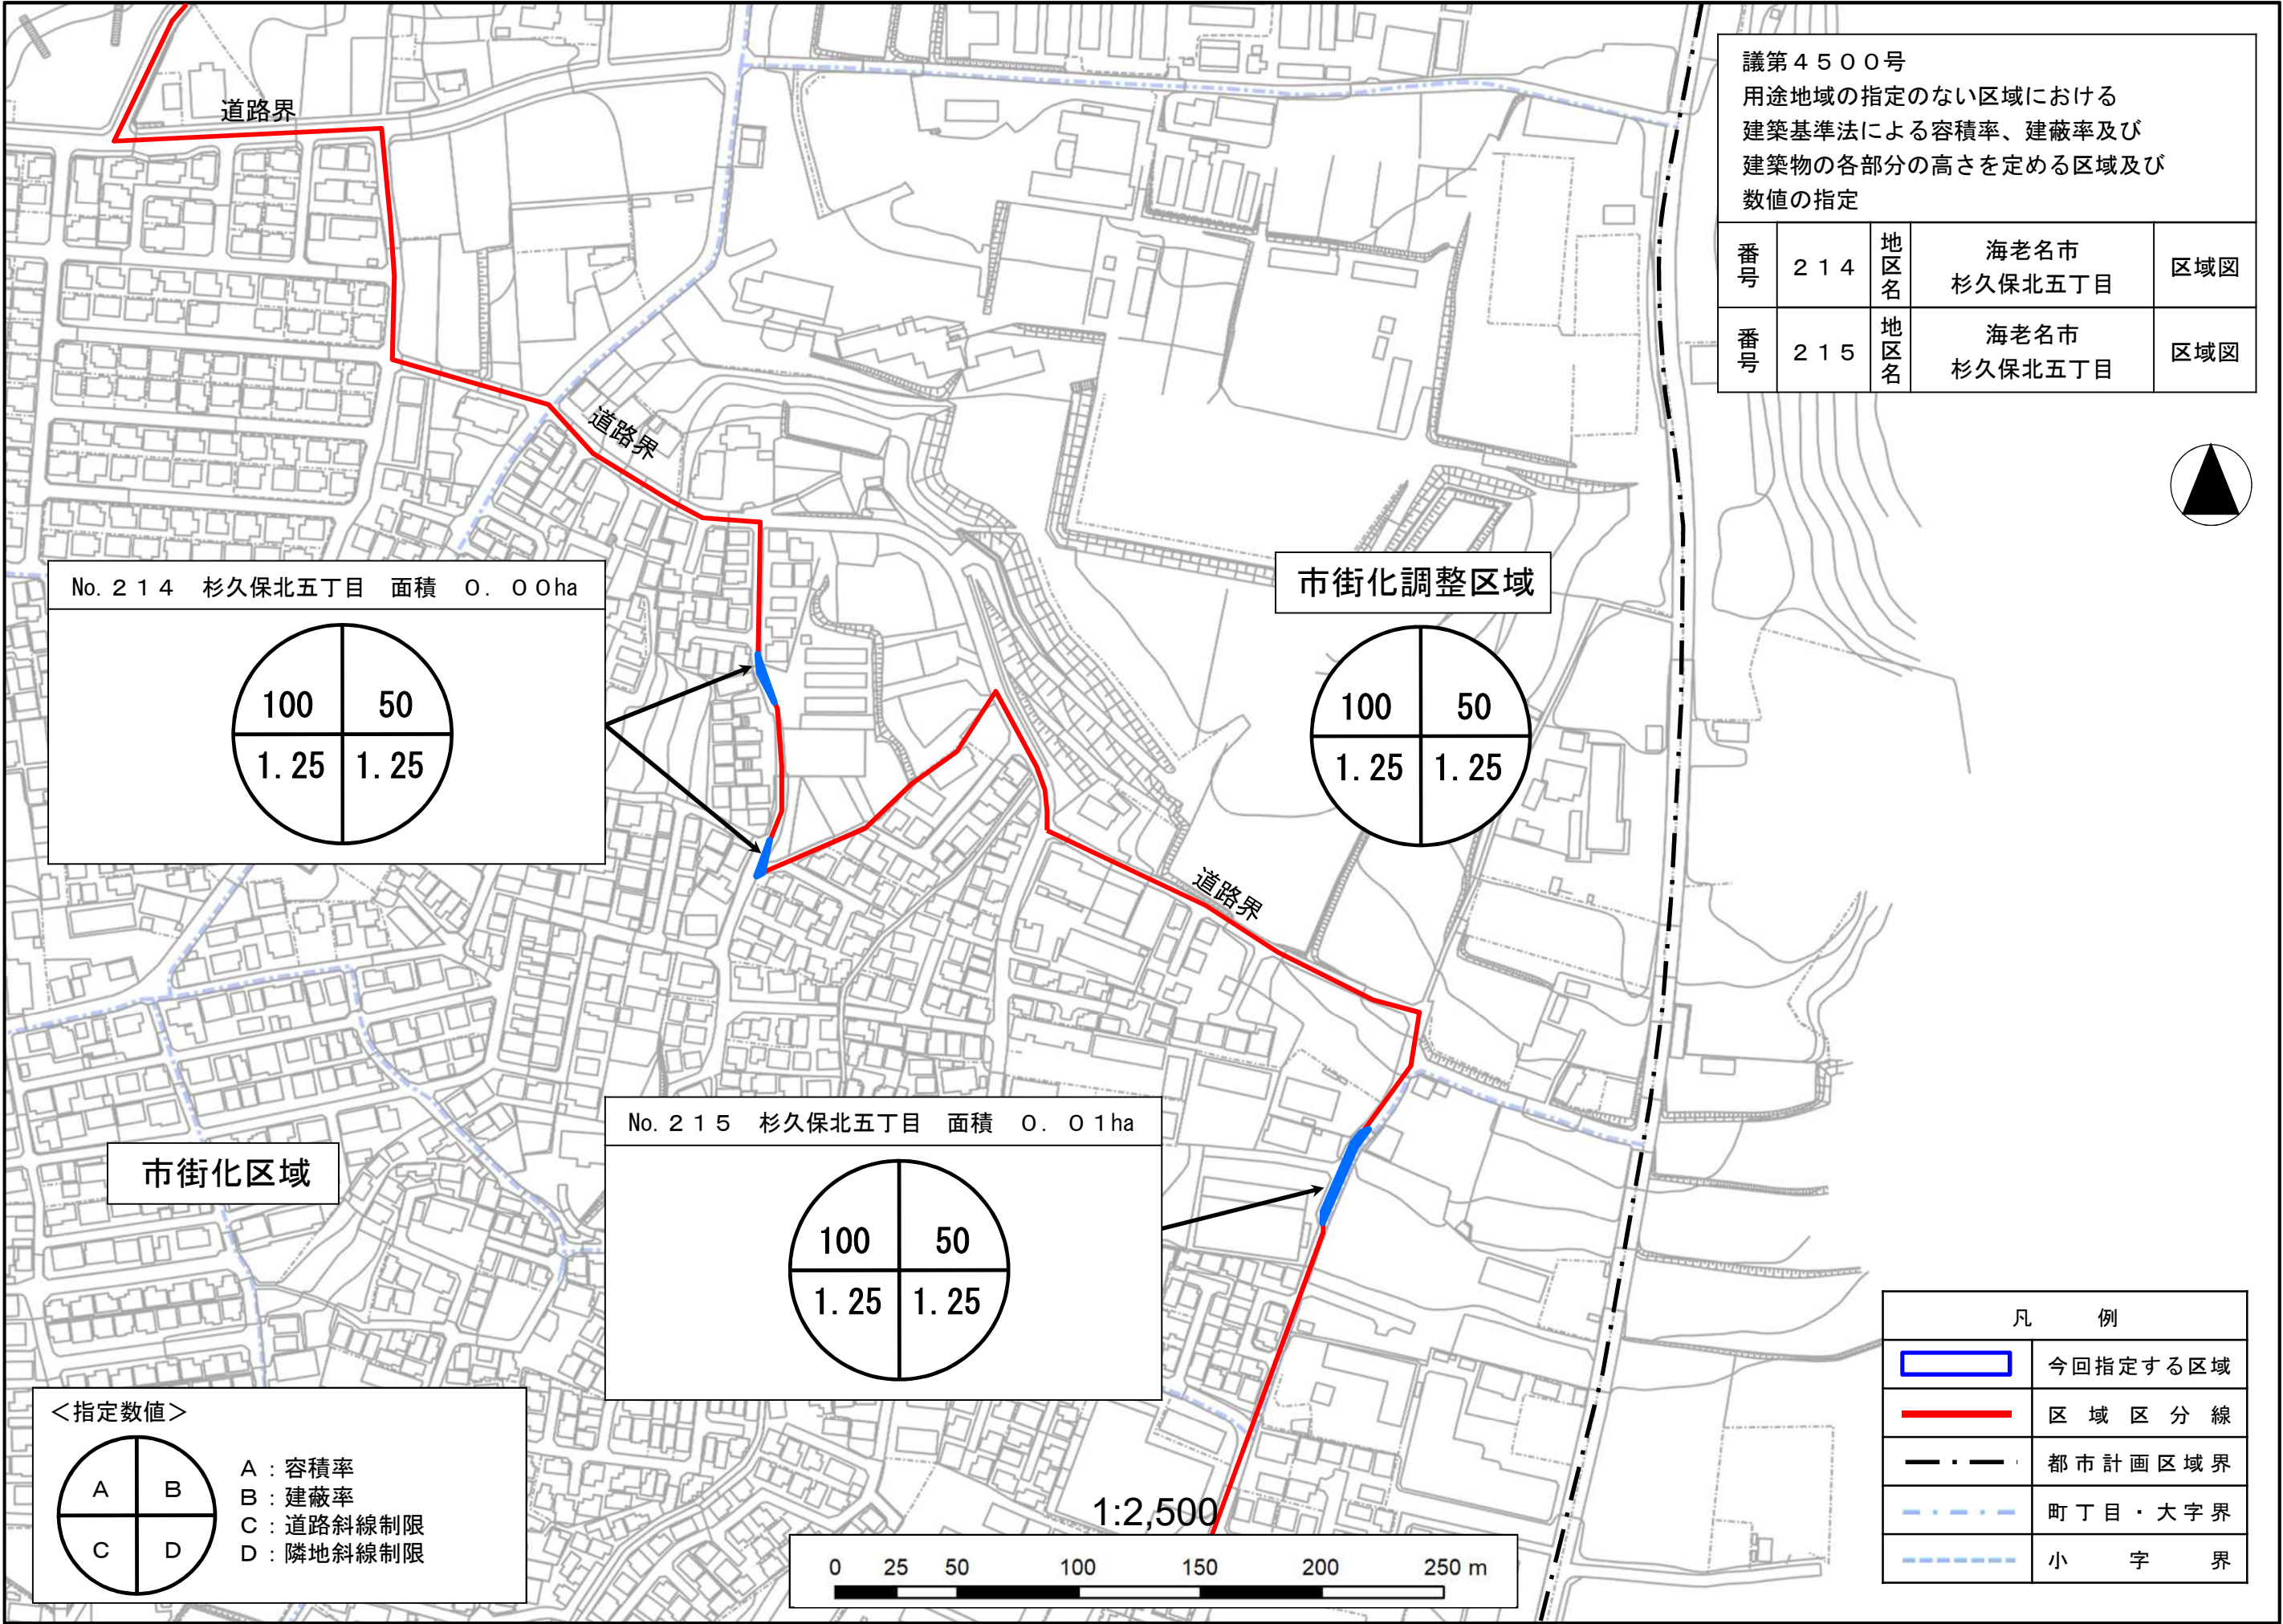 議第４５００号
用途地域の指定のない区域における
建築基準法による容積率、建蔽率及び
建築物の各部分の高さを定める区域及び
数値の指定
番号 ２１４ 地区名 海老名市 杉久保北五丁目 区域図
番号 ２１５ 地区名 海老名市 杉久保北五丁目 区域図
道路界
道路界
No.２１４　杉久保北五丁目　面積　０．００ha
100 50
1.25 1.25
市街化調整区域
100 50
1.25 1.25
道路界
No.２１５　杉久保北五丁目　面積　０．０１ha
100 50
1.25 1.25
市街化区域
＜指定数値＞
A B
C D
A：容積率
B：建蔽率
C：道路斜線制限
D：隣地斜線制限
1:2,500
0 25 50 100 150 200 250 m
凡例
今回指定する区域
区域区分線
都市計画区域界
町丁目・大字界
小字界